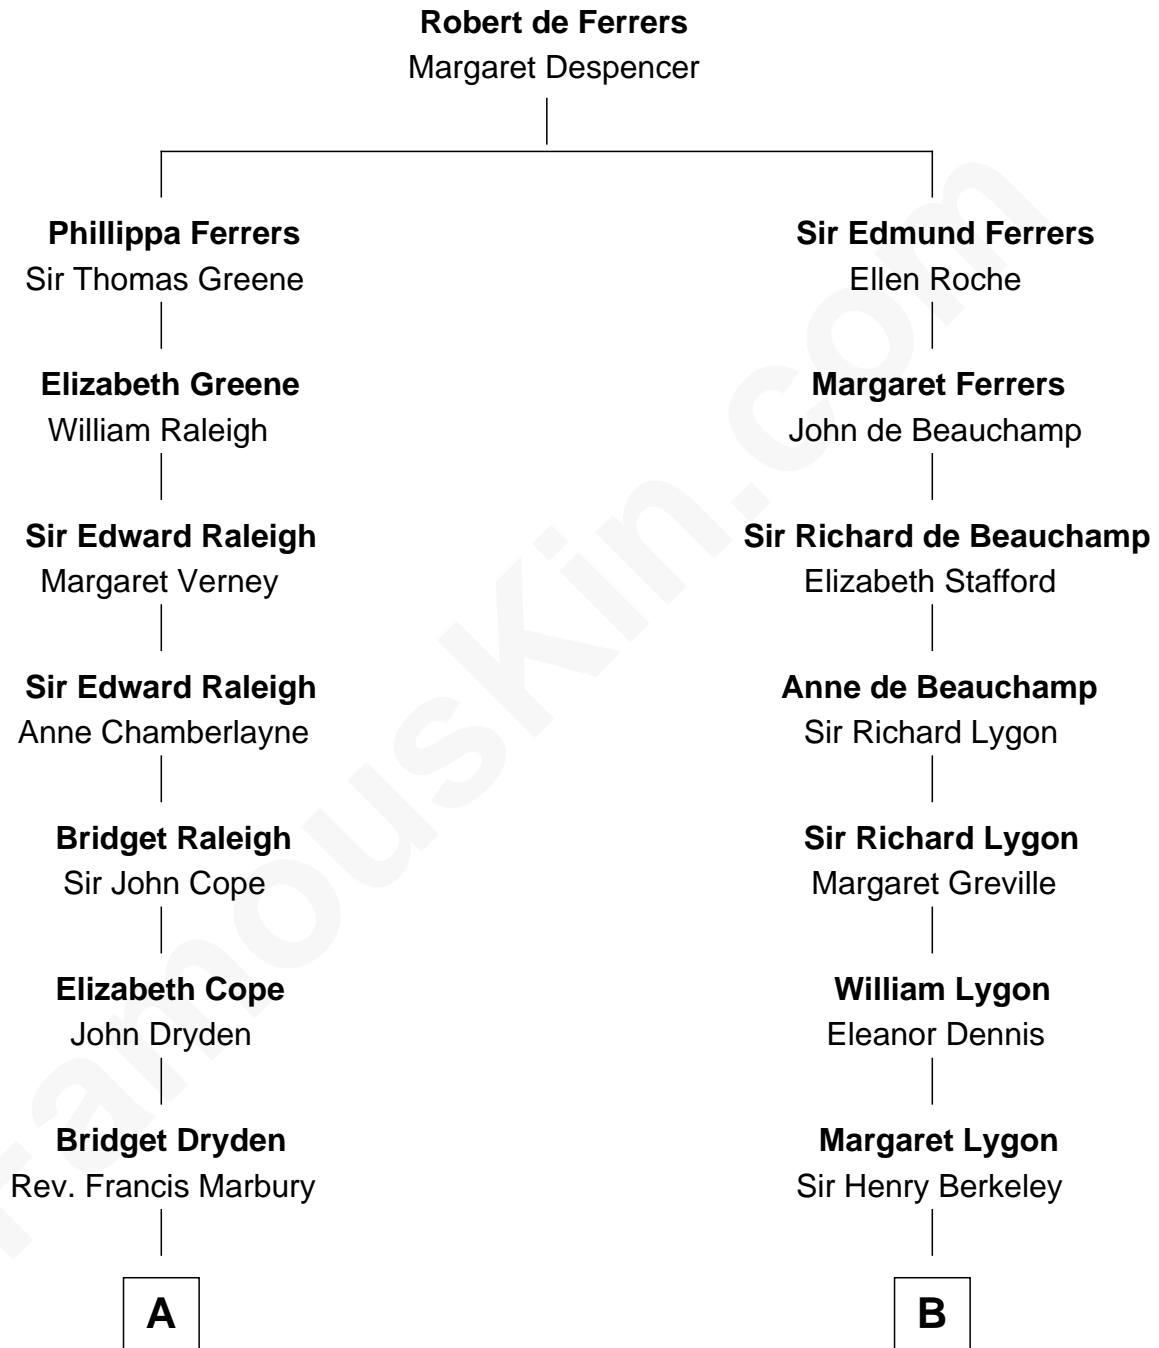 Robert de Ferrers
Margaret Despencer
Phillippa Ferrers
Sir Thomas Greene
Elizabeth Greene
William Raleigh
Sir Edward Raleigh
Margaret Verney
Sir Edward Raleigh
Anne Chamberlayne
Bridget Raleigh
Sir John Cope
Elizabeth Cope
John Dryden
Bridget Dryden
Rev. Francis Marbury
A
Sir Edmund Ferrers
Ellen Roche
Margaret Ferrers
John de Beauchamp
Sir Richard de Beauchamp
Elizabeth Stafford
Anne de Beauchamp
Sir Richard Lygon
Sir Richard Lygon
Margaret Greville
William Lygon
Eleanor Dennis
Margaret Lygon
Sir Henry Berkeley
B
FamousKin.com